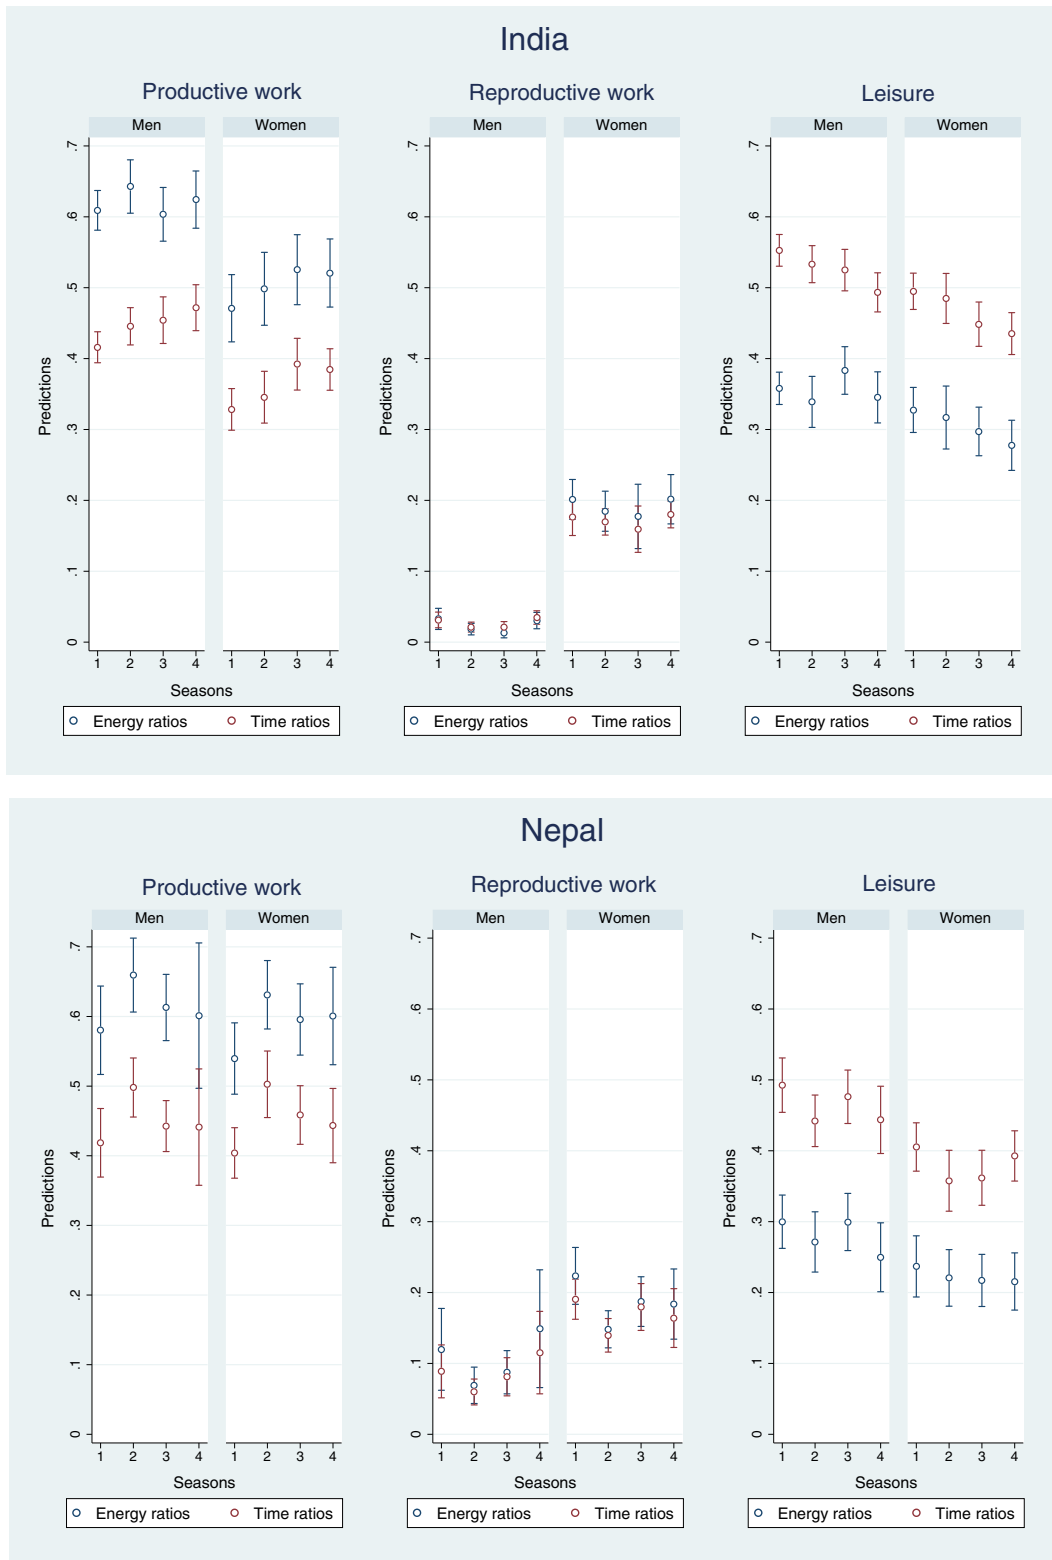 India
Productive work
Reproductive work
Leisure
Men Women
Men Women
Men Women
Predictions
0 .1 .2 .3 .4 .5 .6 .7
1 2 3 4 1 2 3 4
Seasons
Energy ratios Time ratios
Predictions
0 .1 .2 .3 .4 .5 .6 .7
1 2 3 4 1 2 3 4
Seasons
Energy ratios Time ratios
Predictions
0 .1 .2 .3 .4 .5 .6 .7
1 2 3 4 1 2 3 4
Seasons
Energy ratios Time ratios
Nepal
Productive work
Reproductive work
Leisure
Men Women
Men Women
Men Women
Predictions
0 .1 .2 .3 .4 .5 .6 .7
1 2 3 4 1 2 3 4
Seasons
Energy ratios Time ratios
Predictions
0 .1 .2 .3 .4 .5 .6 .7
1 2 3 4 1 2 3 4
Seasons
Energy ratios Time ratios
Predictions
0 .1 .2 .3 .4 .5 .6 .7
1 2 3 4 1 2 3 4
Seasons
Energy ratios Time ratios